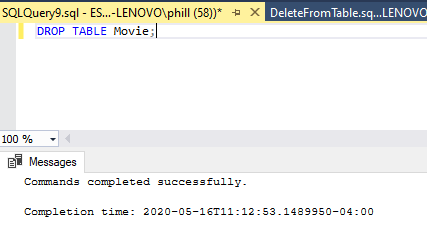 SQLQuery9.sql - ES...-LENOVO\phill (58))*
DeleteFromTable.sq...LENOVO
DROP TABLE Movie;
100 %
Messages
Commands completed successfully.
Completion time: 2020-05-16T11:12:53.1489950-04:00